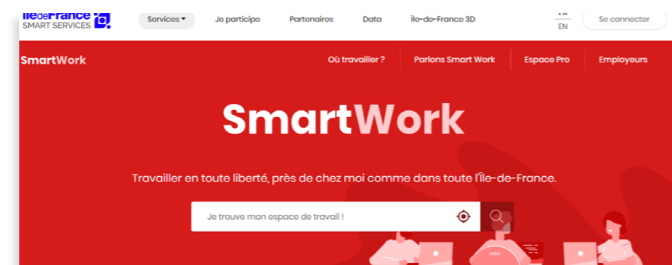 îledeFrance
SMART SERVICES
Services Je participe Partenaires Data Île-de-France 3D
EN
Se connecter
SmartWork
Où travailler ? Parlons Smart Work Espace Pro Employeurs
SmartWork
Travailler en toute liberté, près de chez moi comme dans toute l'Île-de-France.
Je trouve mon espace de travail !